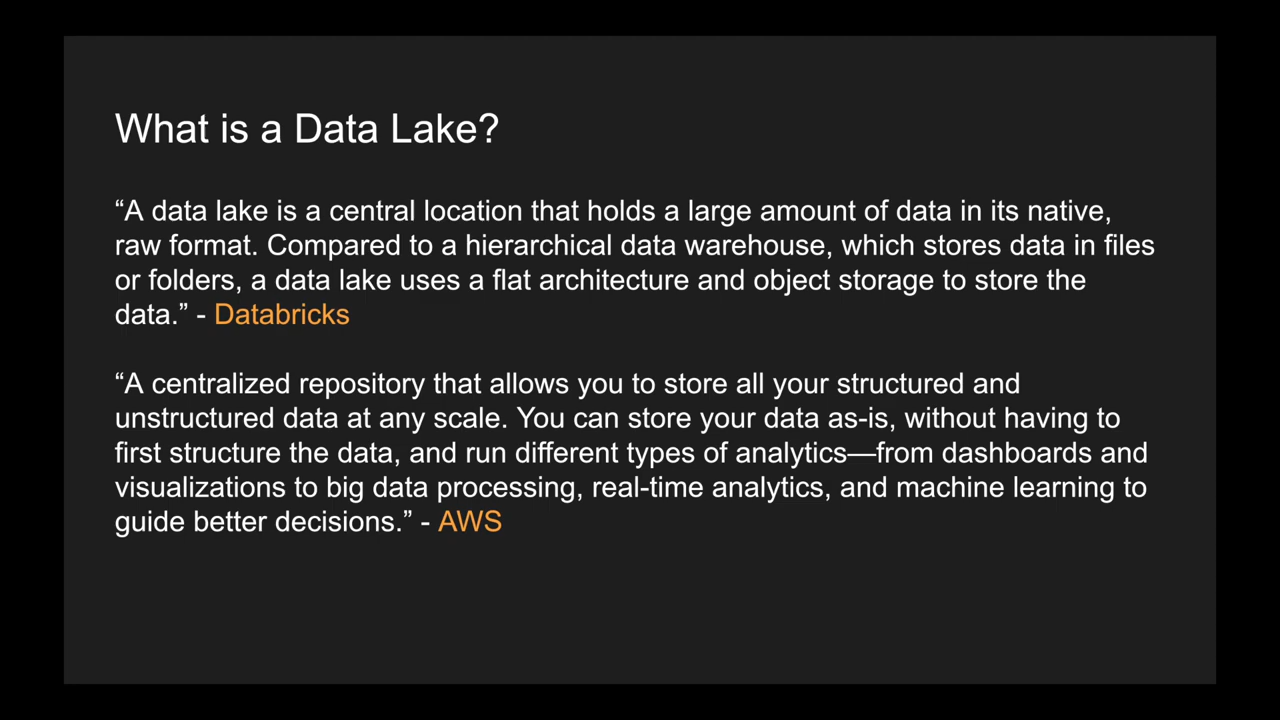 What is a Data Lake?
“A data lake is a central location that holds a large amount of data in its native,
raw format. Compared to a hierarchical data warehouse, which stores data in files
or folders, a data lake uses a flat architecture and object storage to store the
data.” - Databricks
“A centralized repository that allows you to store all your structured and
unstructured data at any scale. You can store your data as-is, without having to
first structure the data, and run different types of analytics—from dashboards and
visualizations to big data processing, real-time analytics, and machine learning to
guide better decisions.” - AWS